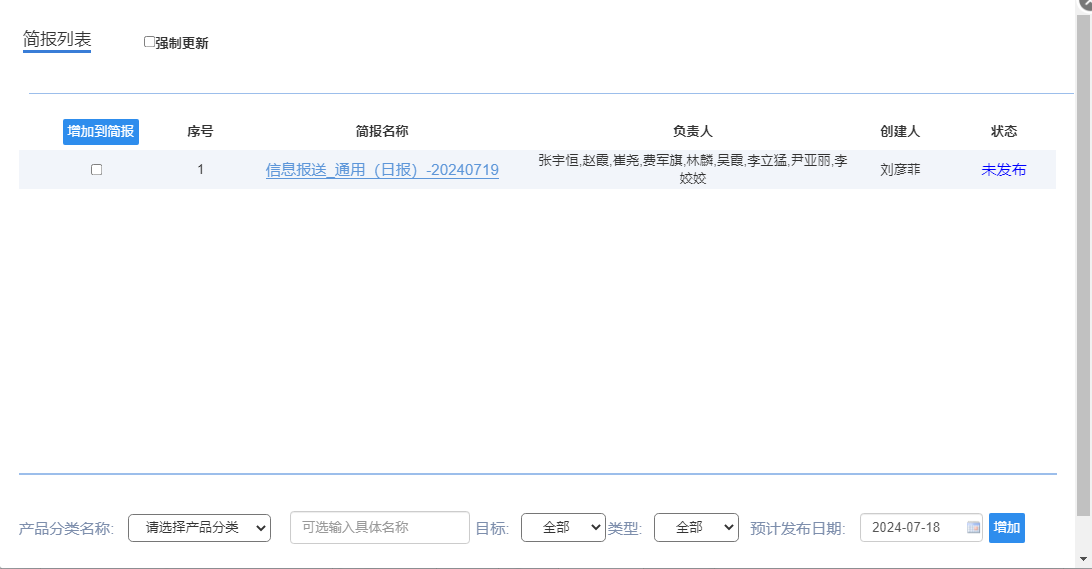 简报列表
强制更新
增加到简报 序号 简报名称 负责人 创建人 状态
1 信息报送_通用（日报）-20240719 张宇恒,赵霞,崔尧,费军旗,林麟,吴霞,李立猛,尹亚丽,李
姣姣 刘彦菲 未发布
产品分类名称: 请选择产品分类 可选输入具体名称 目标: 全部 类型: 全部 预计发布日期: 2024-07-18 增加